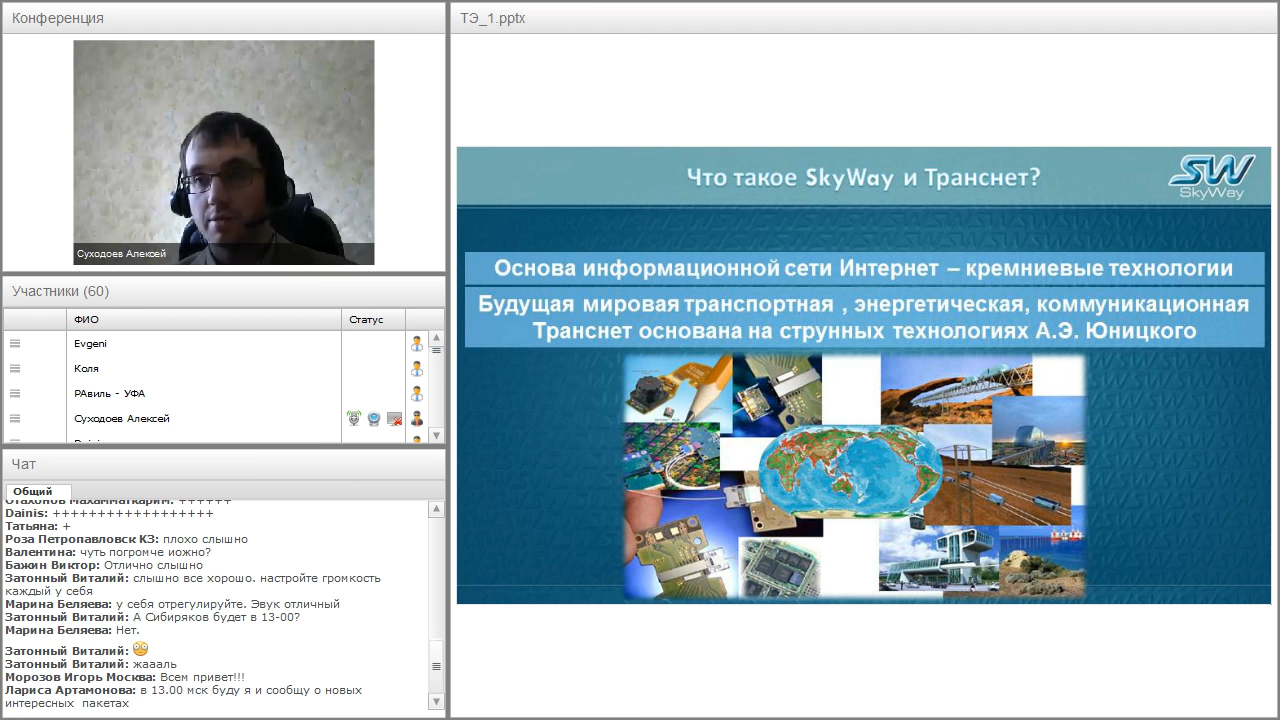 Конференция
Суходоев Алексей
Участники (60)
ФИО
Статус
Evgeni
Коля
РАвиль - УФА
Суходоев Алексей
Чат
Общий
Отахонов Махамматкарим: ++++++
Dainis: ++++++++++++++++++
Татьяна: +
Роза Петропавловск КЗ: плохо слышно
Валентина: чуть погромче иожно?
Бажин Виктор: Отлично слышно
Затонный Виталий: слышно все хорошо. настройте громкость
каждый у себя
Марина Беляева: у себя отрегулируйте. Эвук отличный
Затонный Виталий: А Сибиряков будет в 13-00?
Марина Беляева: Нет.
Затонный Виталий:
Затонный Виталий: жаааль
Морозов Игорь Москва: Всем привет!!!
Лариса Артамонова: в 13.00 мск буду я и сообщу о новых
интересных пакетах
ТЭ_1.pptx
Что такое SkyWay и Транснет?
SW
SkyWay
Основа информационной сети Интернет – кремниевые технологии
Будущая мировая транспортная , энергетическая, коммуникационная
Транснет основана на струнных технологиях А.Э. Юницкого